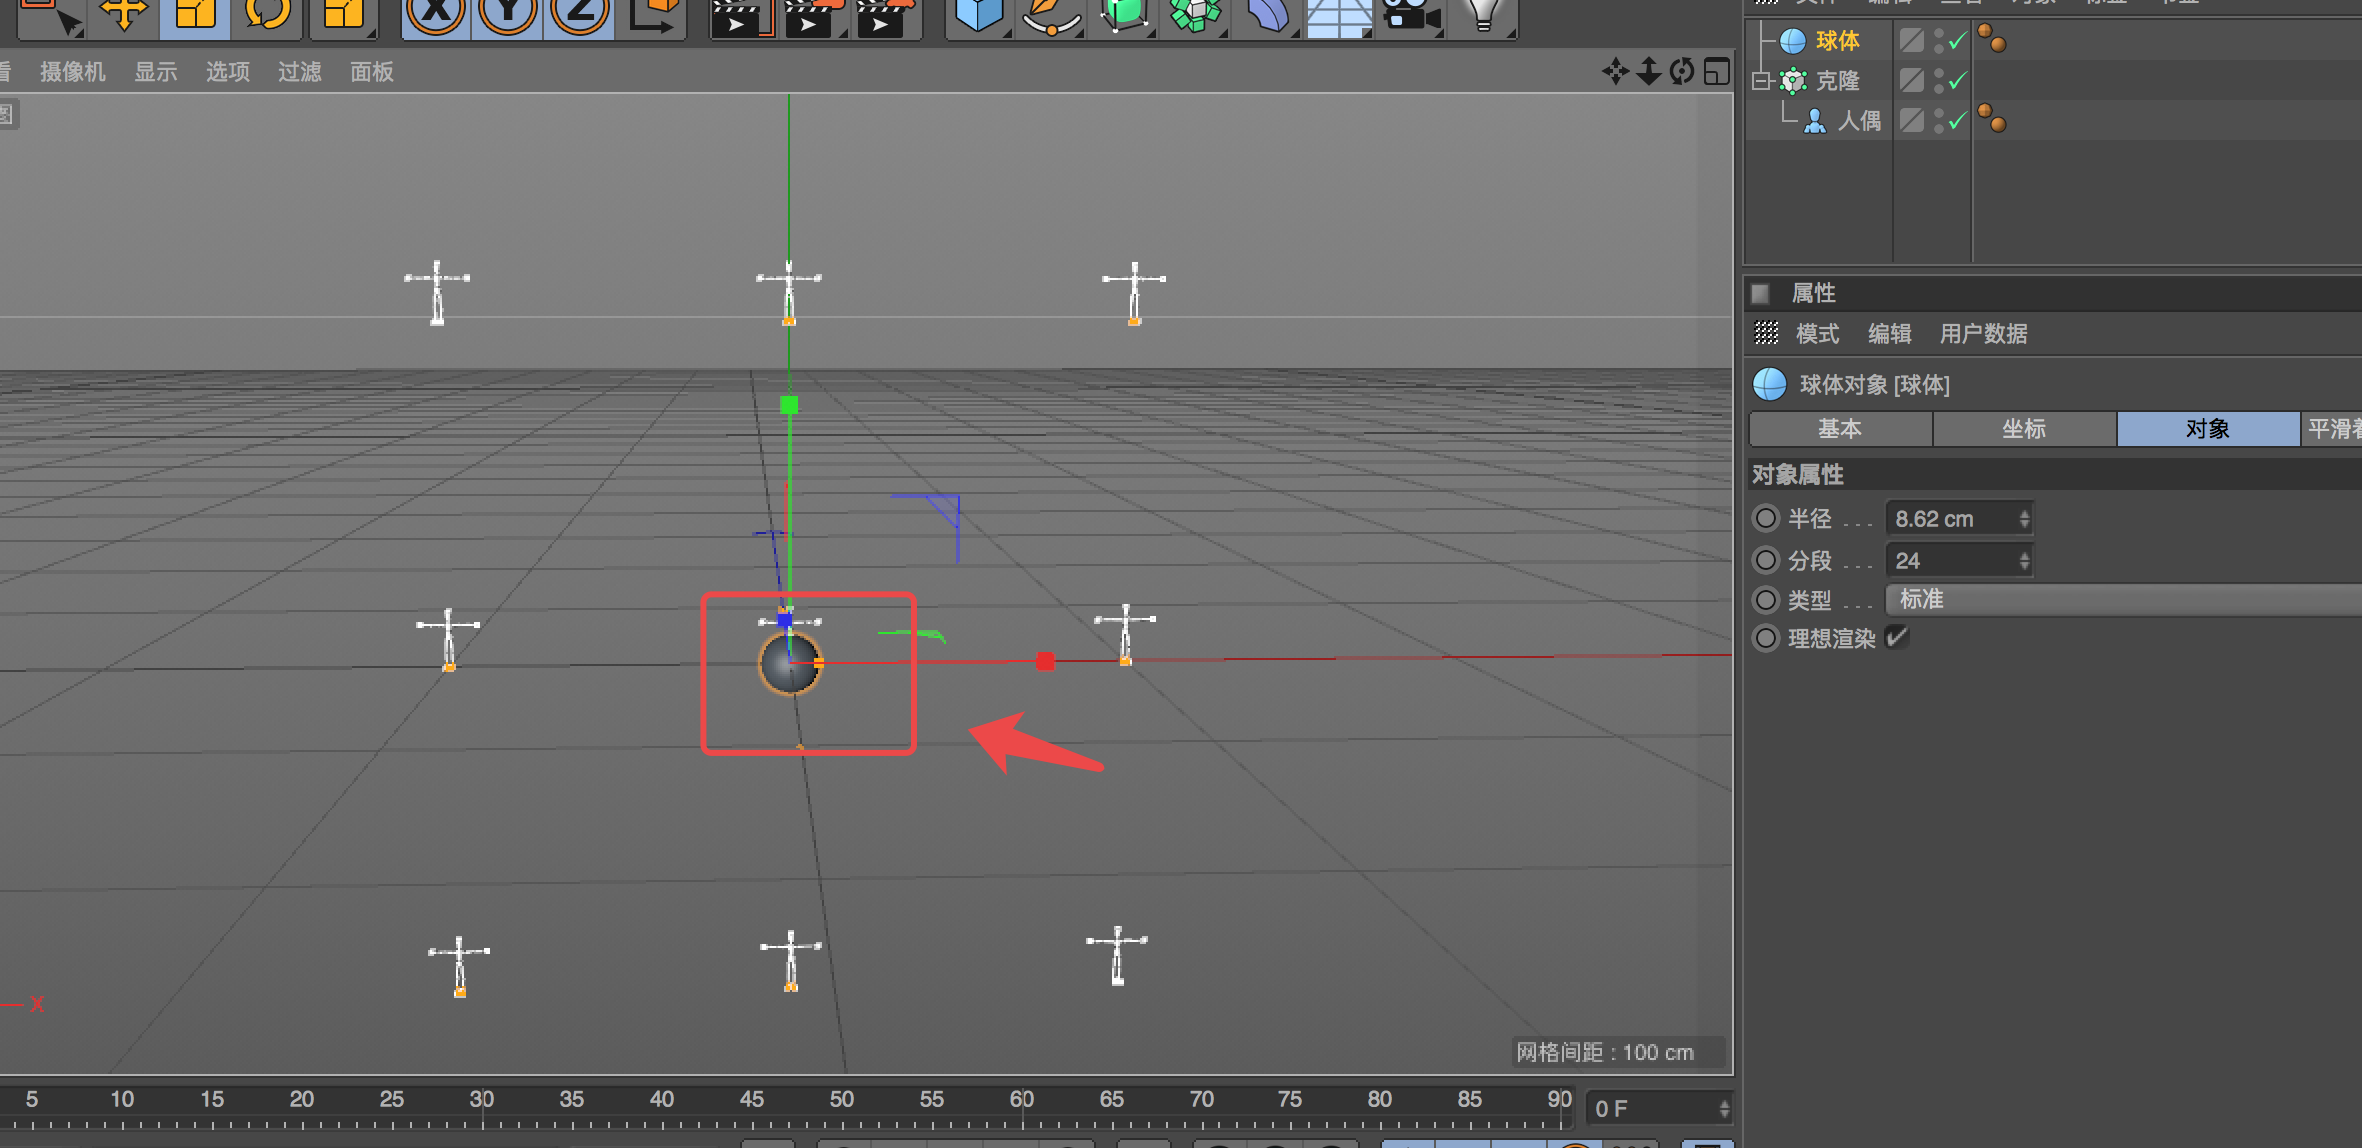 X Y Z
看 摄像机 显示 选项 过滤 面板
图
球体
克隆
人偶
属性
模式 编辑 用户数据
球体对象 [球体]
基本 坐标 对象 平滑着
对象属性
半径 . . . 8.62 cm
分段 . . . 24
类型 . . . 标准
理想渲染
X
网格间距 : 100 cm
5 10 15 20 25 30 35 40 45 50 55 60 65 70 75 80 85 90 0 F